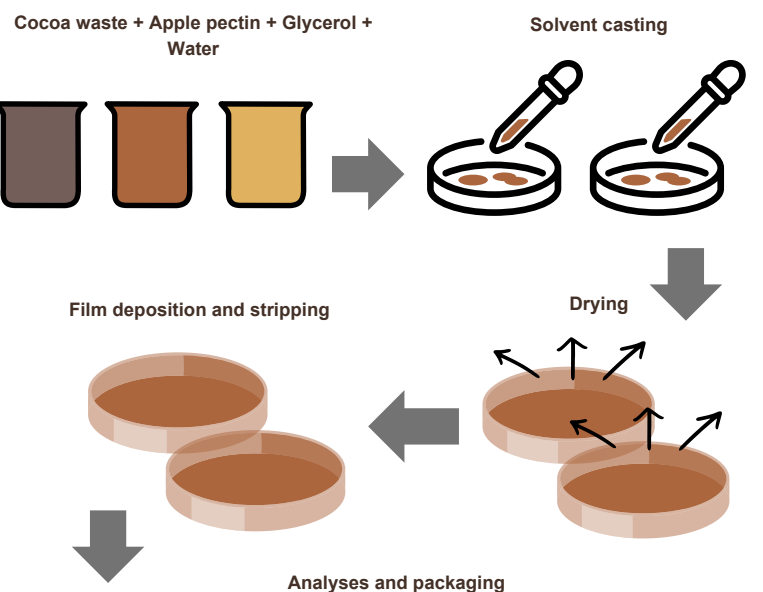 Cocoa waste + Apple pectin + Glycerol +
Water
Solvent casting
Drying
Film deposition and stripping
Analyses and packaging